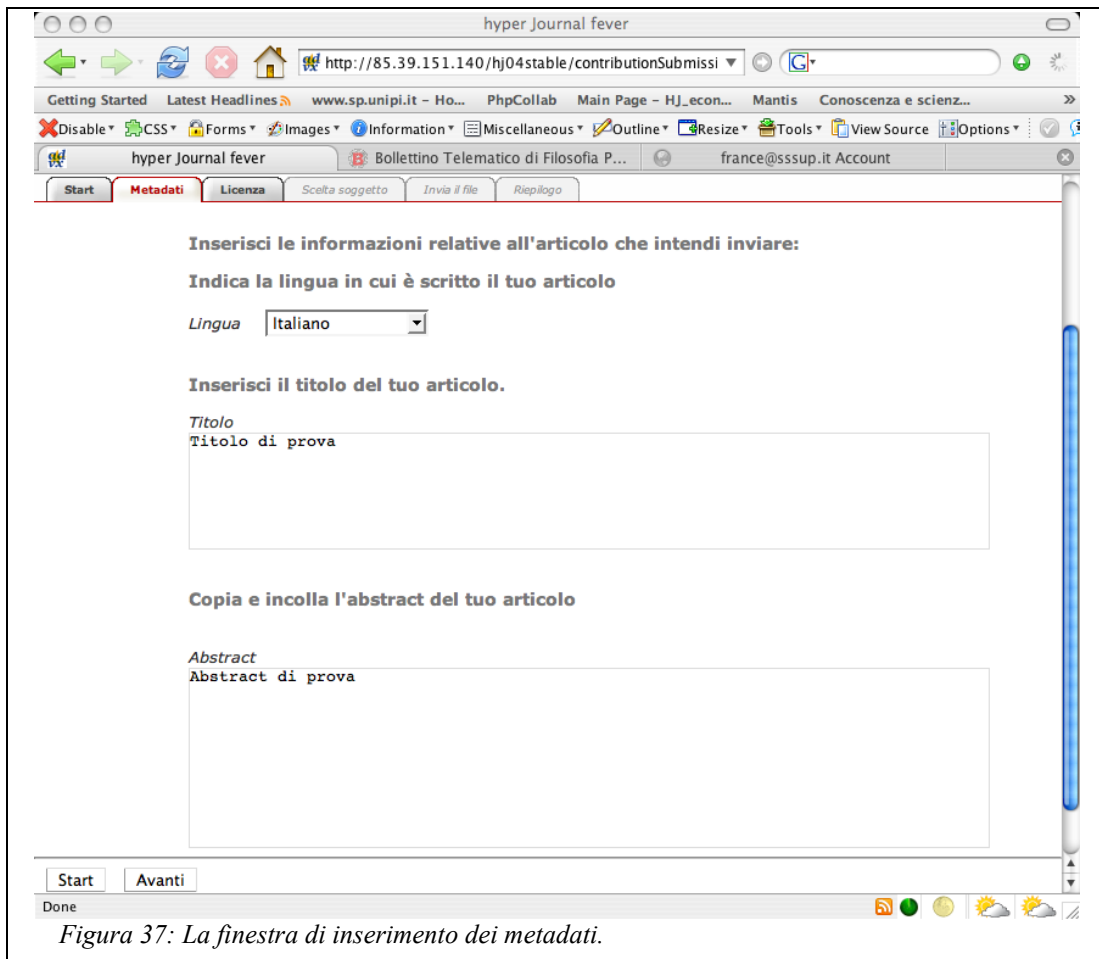 hyper Journal fever
http://85.39.151.140/hj04stable/contributionSubmissi G
Getting Started Latest Headlines www.sp.unipi.it – Ho... PhpCollab Main Page – HJ_econ... Mantis Conoscenza e scienz... »
Disable CSS Forms Images Information Miscellaneous Outline Resize Tools View Source Options
hyper Journal fever Bollettino Telematico di Filosofia P... france@sssup.it Account
Start Metadati Licenza Scelta soggetto Invia il file Riepilogo
Inserisci le informazioni relative all'articolo che intendi inviare:
Indica la lingua in cui è scritto il tuo articolo
Lingua Italiano
Inserisci il titolo del tuo articolo.
Titolo
Titolo di prova
Copia e incolla l'abstract del tuo articolo
Abstract
Abstract di prova
Start Avanti
Done
Figura 37: La finestra di inserimento dei metadati.